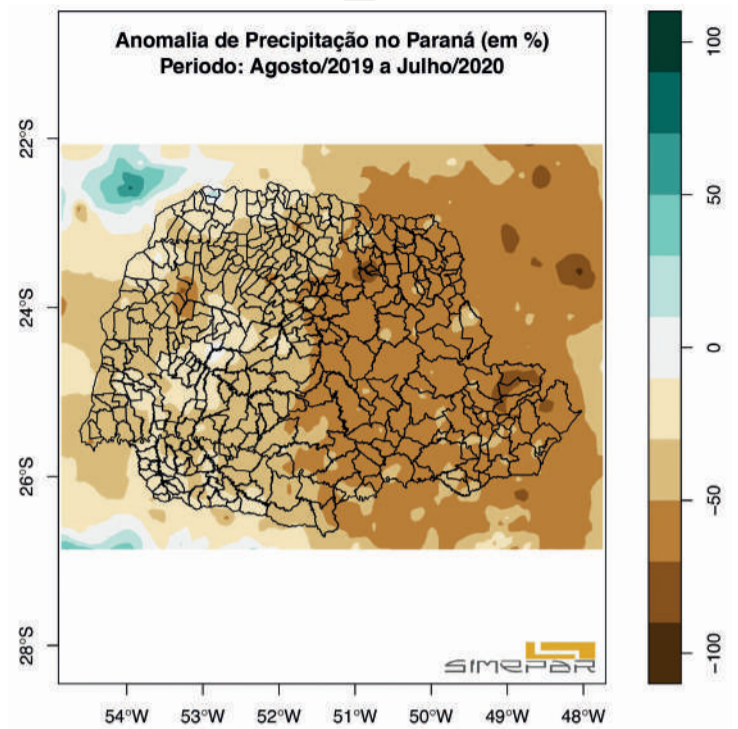 Anomalia de Precipitação no Paraná (em %)
Periodo: Agosto/2019 a Julho/2020
22°S
24°S
26°S
28°S
54°W 53°W 52°W 51°W 50°W 49°W 48°W
100
50
0
−50
−100
SIMEPAR